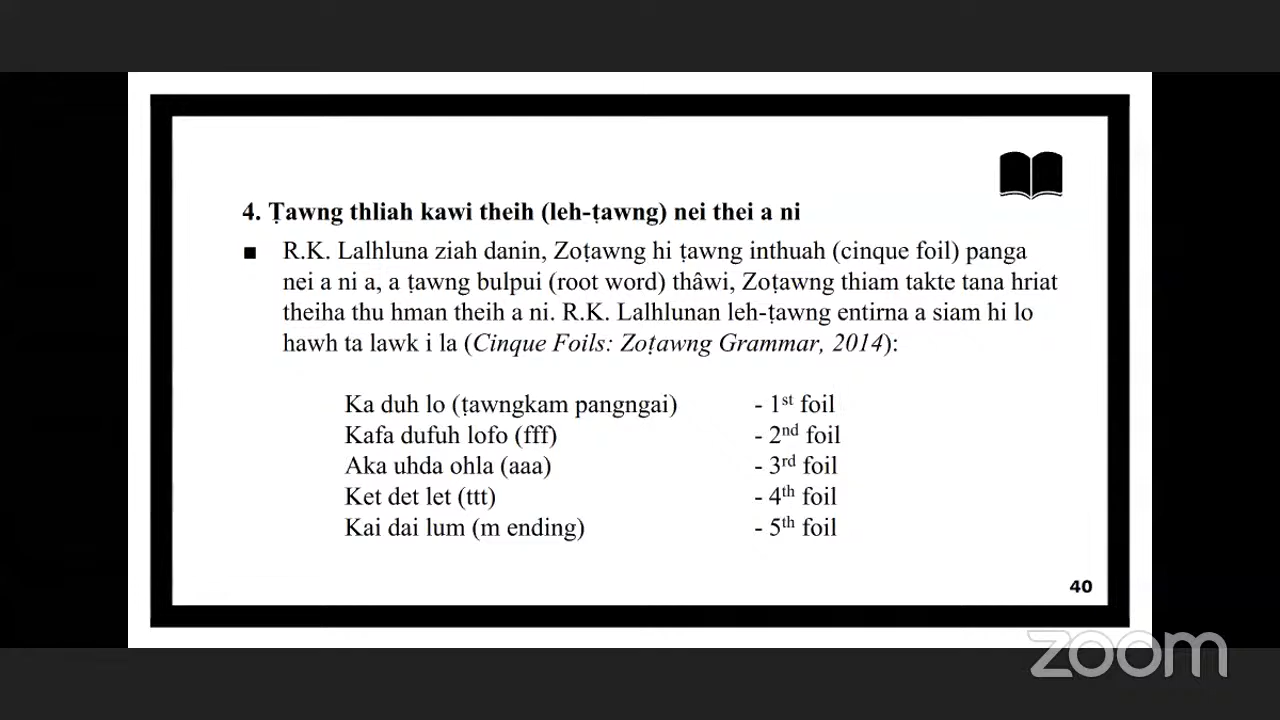 4. Ṭawng thliah kawi theih (leh-ṭawng) nei thei a ni
■ R.K. Lalhluna ziah danin, Zoṭawng hi ṭawng inthuah (cinque foil) panga
nei a ni a, a ṭawng bulpui (root word) thâwi, Zoṭawng thiam takte tana hriat
theiha thu hman theih a ni. R.K. Lalhlunan leh-ṭawng entirna a siam hi lo
hawh ta lawk i la (Cinque Foils: Zoṭawng Grammar, 2014):
Ka duh lo (ṭawngkam pangngai) - 1st foil
Kafa dufuh lofo (fff) - 2nd foil
Aka uhda ohla (aaa) - 3rd foil
Ket det let (ttt) - 4th foil
Kai dai lum (m ending) - 5th foil
40
zoom